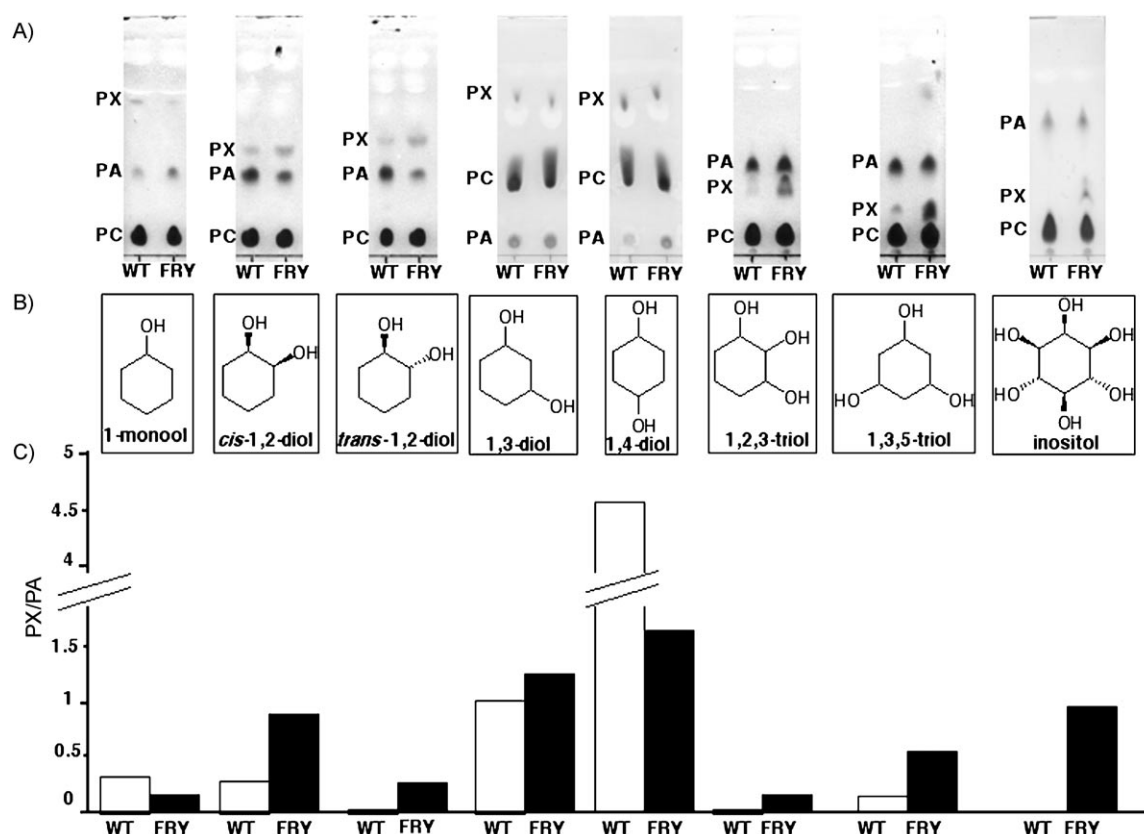 A)
PX PX PX PX PX PA PA PA
PA PA PA PC PC PX PX PX
PC PC PC PA PA PC PC PC
WT FRY WT FRY WT FRY WT FRY WT FRY WT FRY WT FRY WT FRY
B)
OH
1-monool
OH
OH
cis-1,2-diol
OH
OH
trans-1,2-diol
OH
OH
1,3-diol
OH
OH
1,4-diol
OH
OH
OH
1,2,3-triol
OH
HO
OH
1,3,5-triol
OH
HO
OH
HO
OH
OH
inositol
C)
5
4.5
4
PX/PA
1.5
1
0.5
0
WT FRY WT FRY WT FRY WT FRY WT FRY WT FRY WT FRY WT FRY